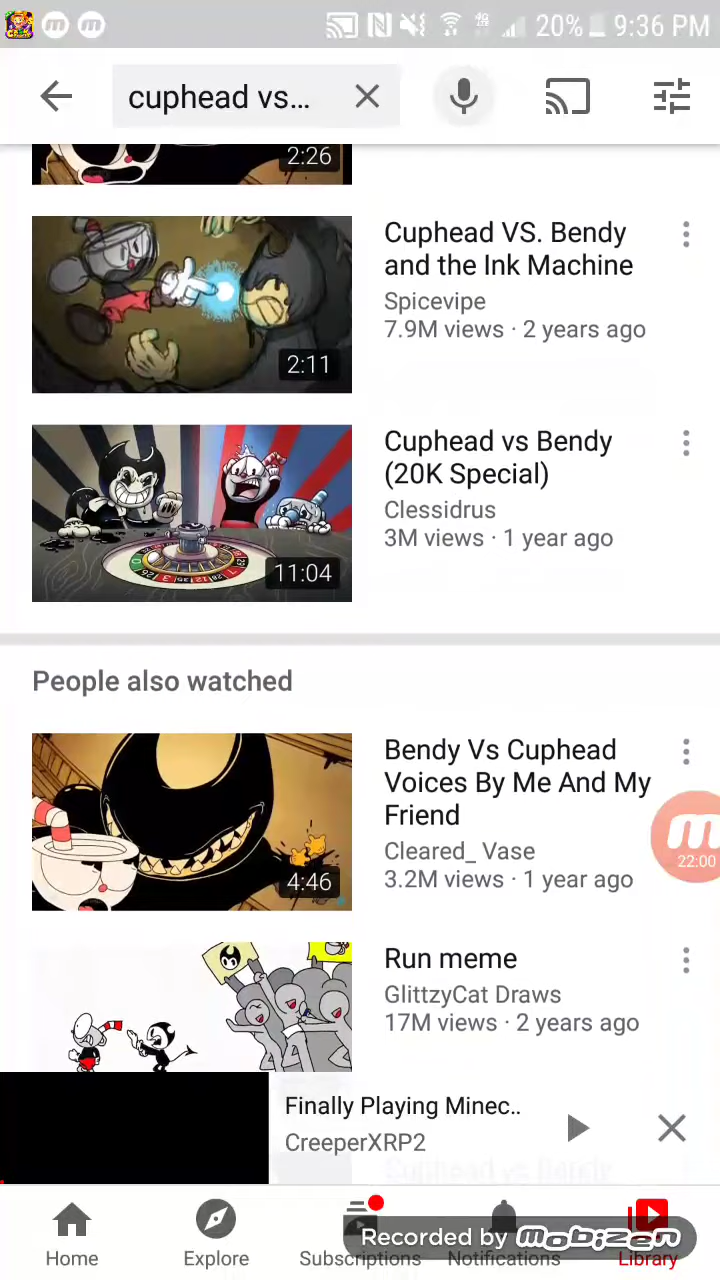 20% 9:36 PM
cuphead vs...
2:26
Cuphead VS. Bendy
and the Ink Machine
Spicevipe
7.9M views · 2 years ago
2:11
Cuphead vs Bendy
(20K Special)
Clessidrus
3M views · 1 year ago
11:04
People also watched
Bendy Vs Cuphead
Voices By Me And My
Friend
Cleared_ Vase
3.2M views · 1 year ago
4:46
22:00
Run meme
GlittzyCat Draws
17M views · 2 years ago
Finally Playing Minec..
CreeperXRP2
Cuphead vs Bendy
Recorded by Mobizen
Home Explore Subscriptions Notifications Library